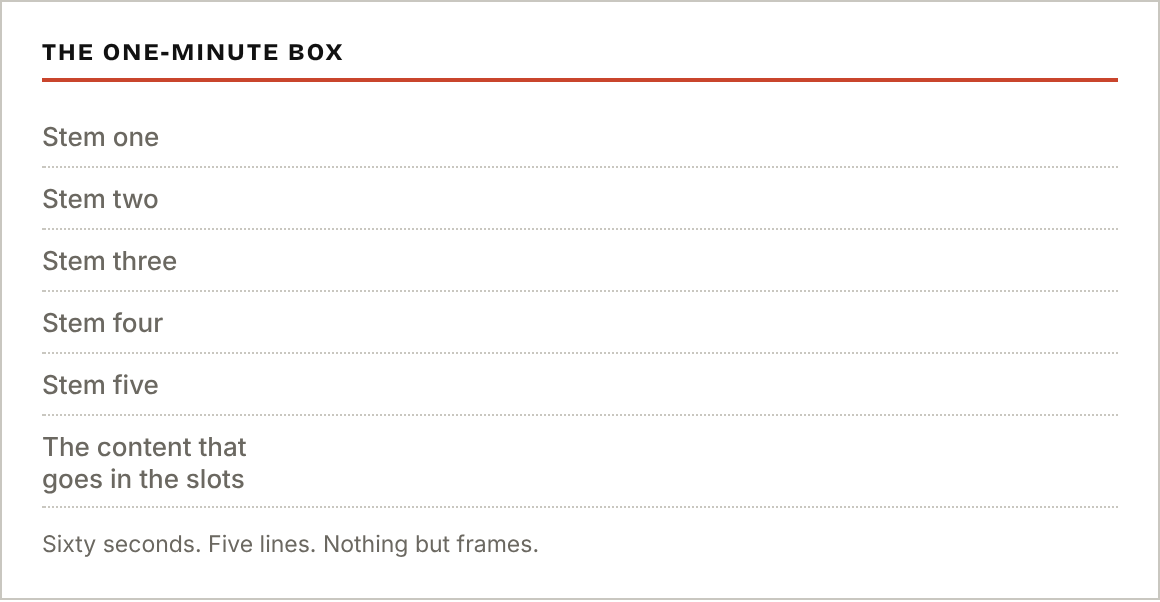 THE ONE-MINUTE BOX
Stem one
Stem two
Stem three
Stem four
Stem five
The content that
goes in the slots
Sixty seconds. Five lines. Nothing but frames.